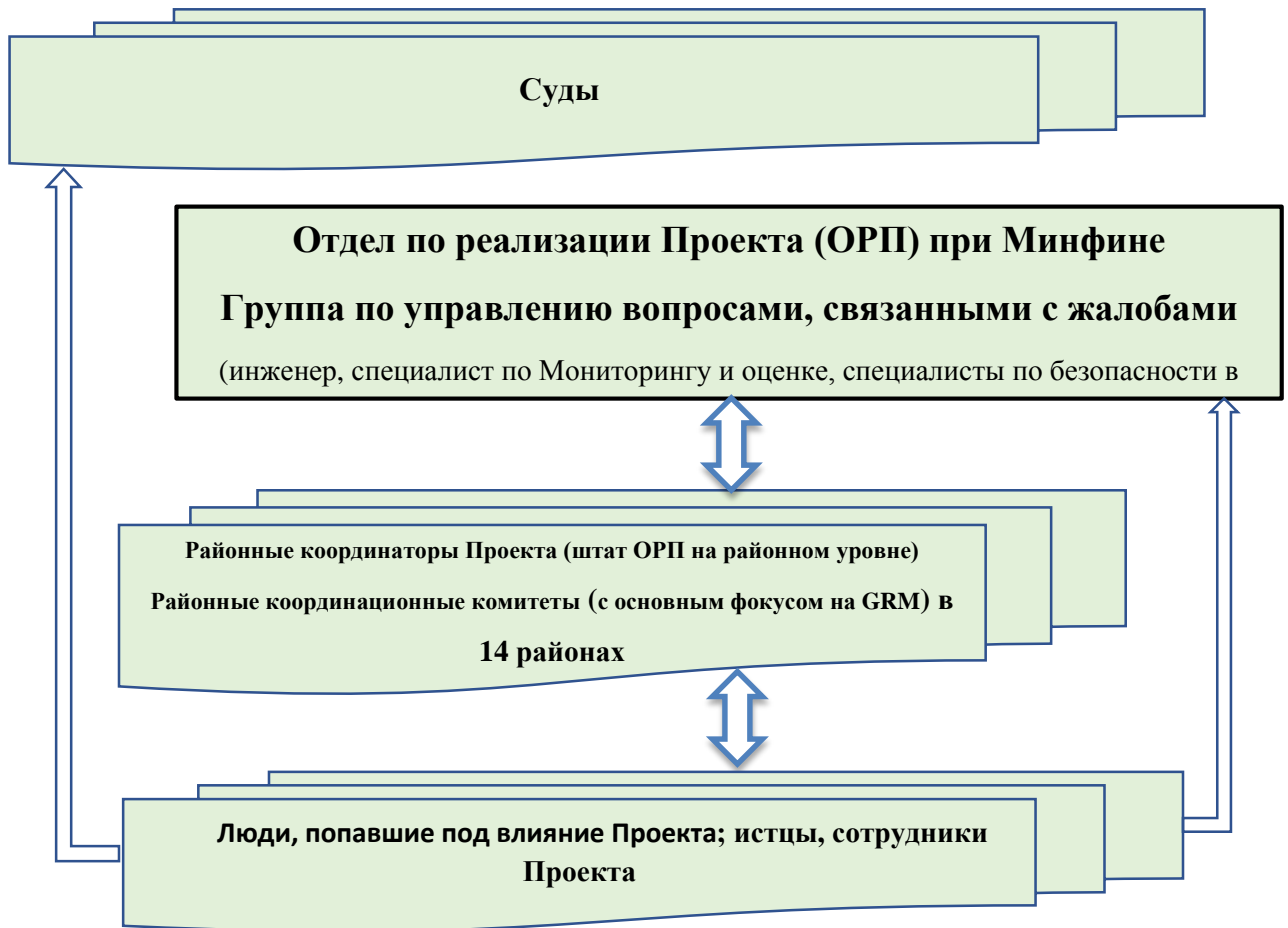 Суды
Отдел по реализации Проекта (ОРП) при Минфине
Группа по управлению вопросами, связанными с жалобами
(инженер, специалист по Мониторингу и оценке, специалисты по безопасности в
Районные координаторы Проекта (штат ОРП на районном уровне)
Районные координационные комитеты (с основным фокусом на GRM) в
14 районах
Люди, попавшие под влияние Проекта; истцы, сотрудники
Проекта